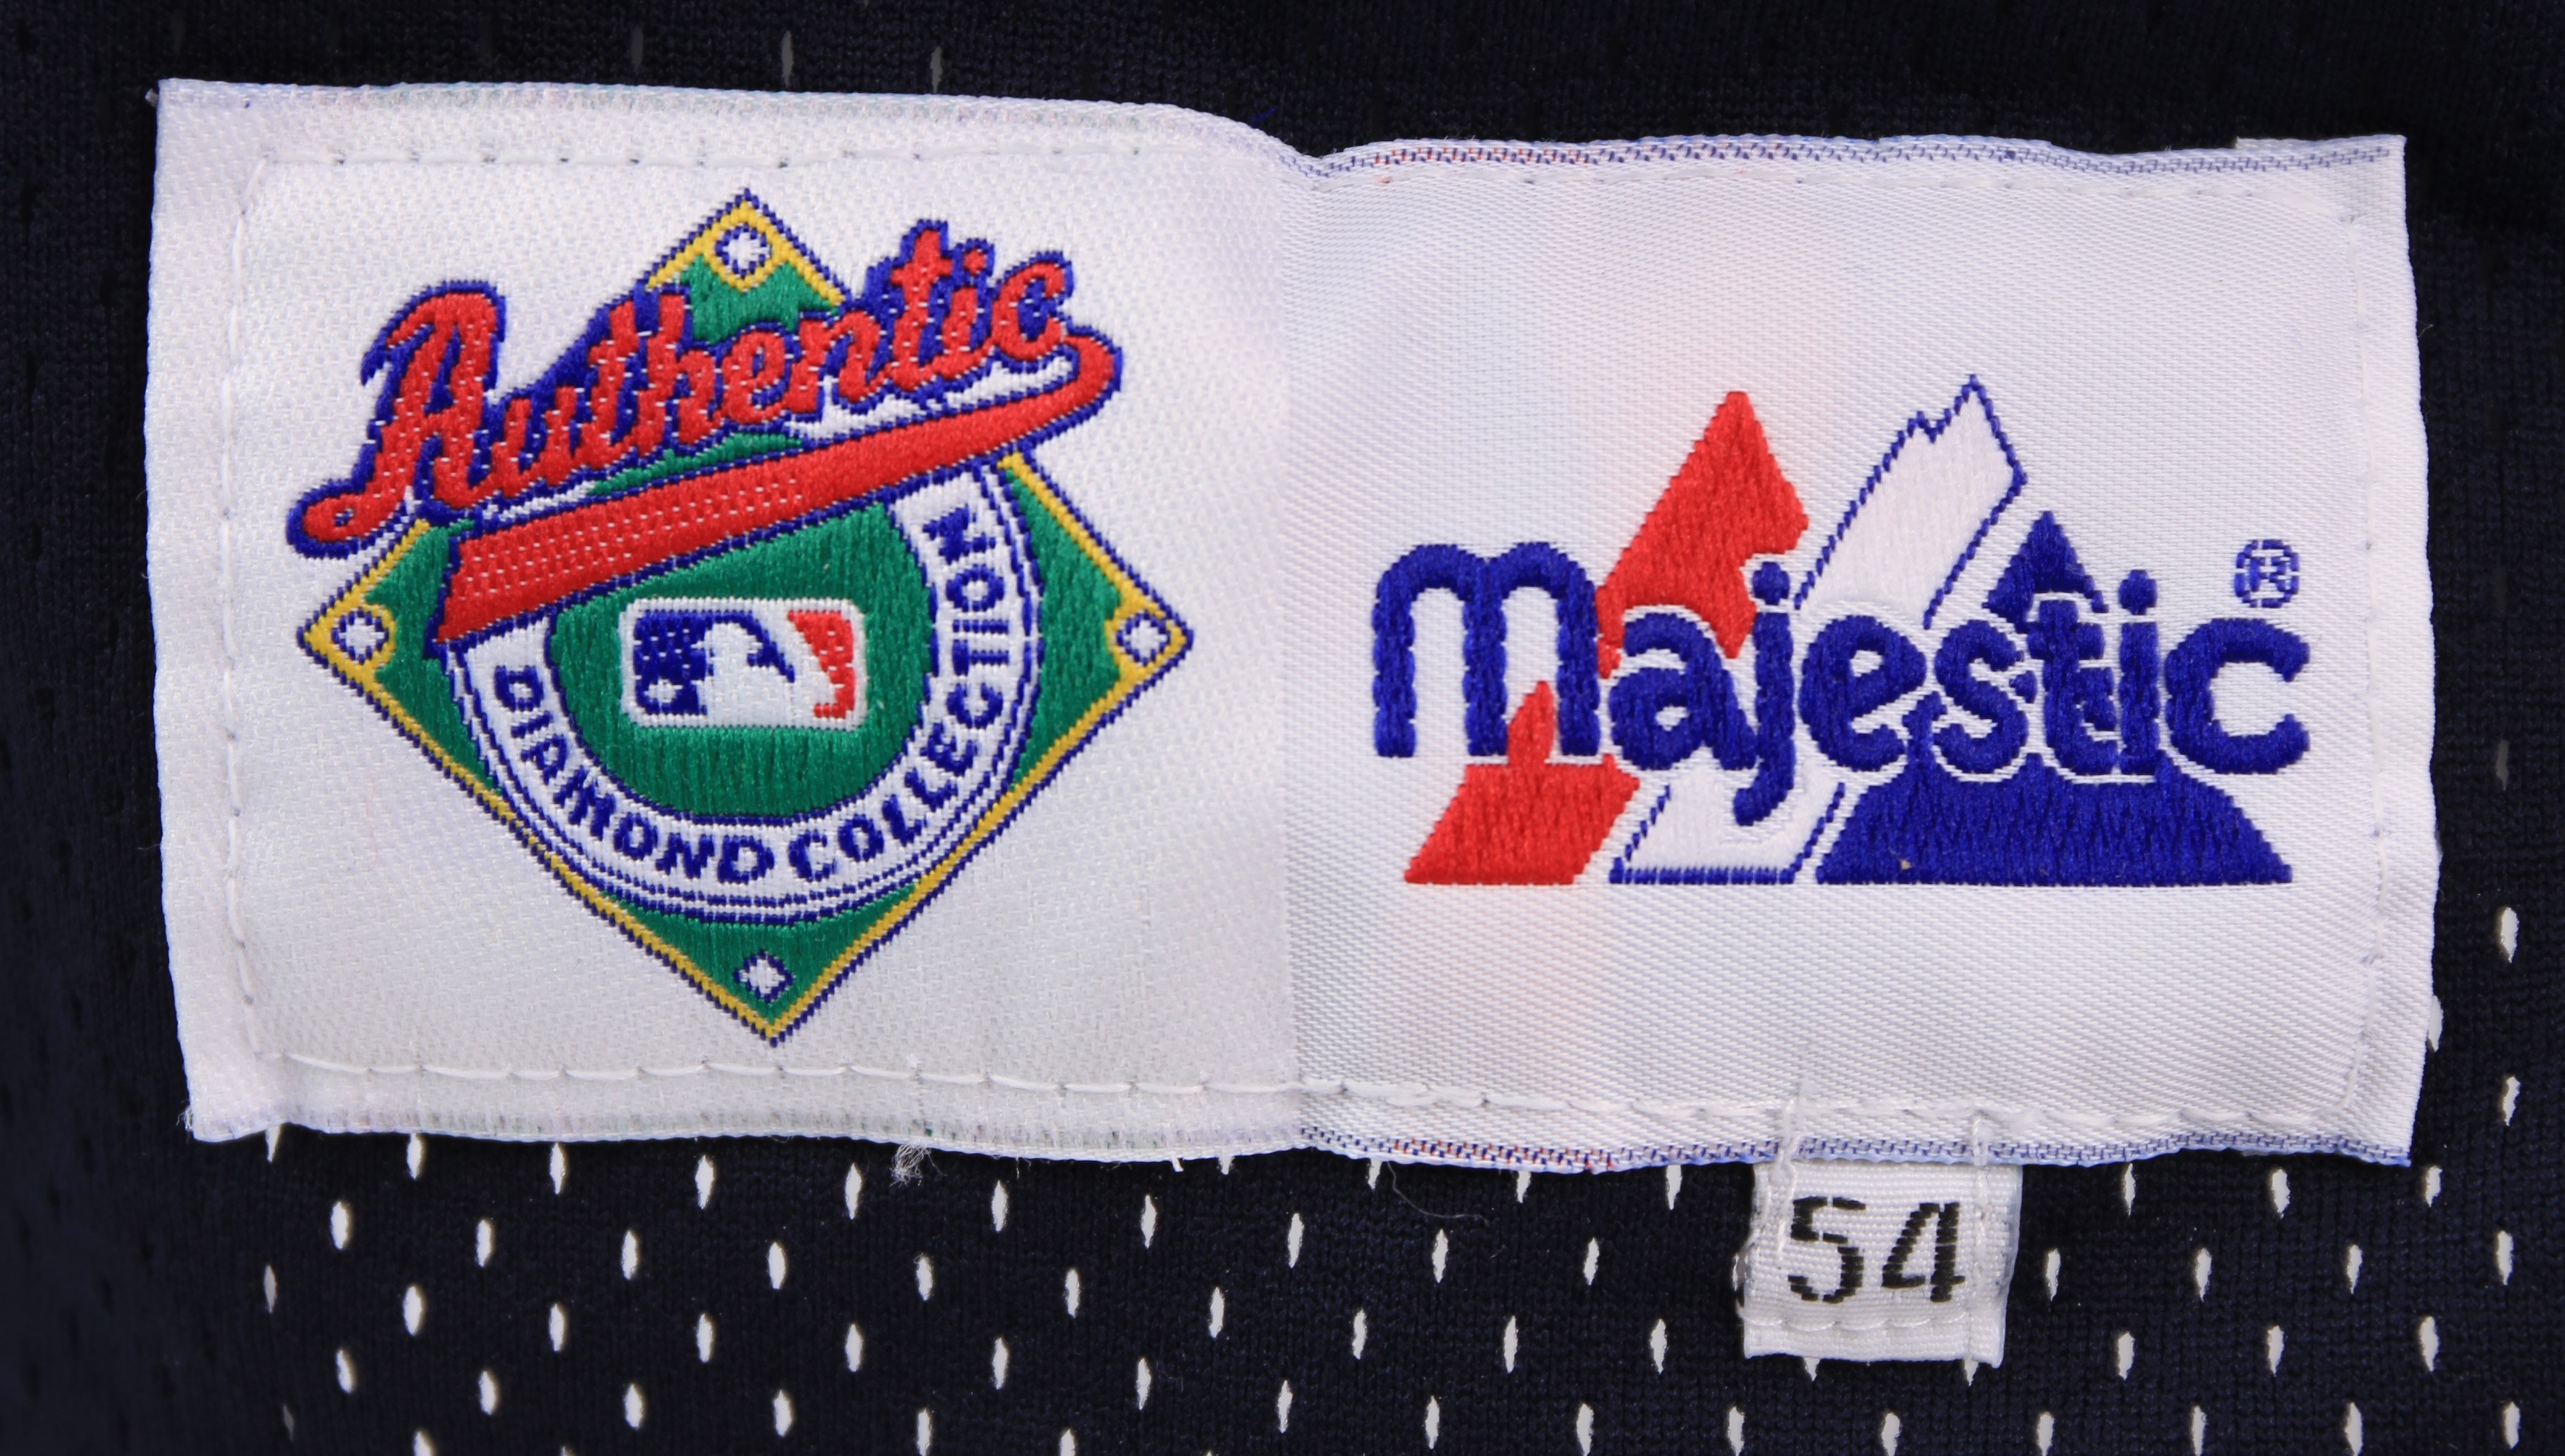 Authentic
DIAMOND COLLECTION
majestic®
54